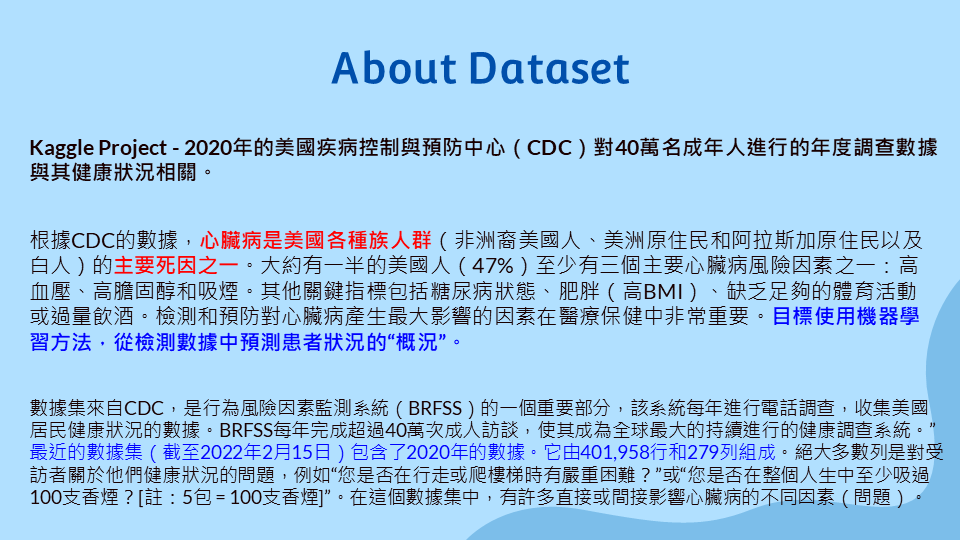 About Dataset
Kaggle Project - 2020年的美國疾病控制與預防中心（CDC）對40萬名成年人進行的年度調查數據
與其健康狀況相關。
根據CDC的數據，心臟病是美國各種族人群（非洲裔美國人、美洲原住民和阿拉斯加原住民以及
白人）的主要死因之一。大約有一半的美國人（47%）至少有三個主要心臟病風險因素之一：高
血壓、高膽固醇和吸煙。其他關鍵指標包括糖尿病狀態、肥胖（高BMI）、缺乏足夠的體育活動
或過量飲酒。檢測和預防對心臟病產生最大影響的因素在醫療保健中非常重要。目標使用機器學
習方法，從檢測數據中預測患者狀況的“概況”。
數據集來自CDC，是行為風險因素監測系統（BRFSS）的一個重要部分，該系統每年進行電話調查，收集美國
居民健康狀況的數據。BRFSS每年完成超過40萬次成人訪談，使其成為全球最大的持續進行的健康調查系統。”
最近的數據集（截至2022年2月15日）包含了2020年的數據。它由401,958行和279列組成。絕大多數列是對受
訪者關於他們健康狀況的問題，例如“您是否在行走或爬樓梯時有嚴重困難？”或“您是否在整個人生中至少吸過
100支香煙？[註：5包 = 100支香煙]”。在這個數據集中，有許多直接或間接影響心臟病的不同因素（問題）。